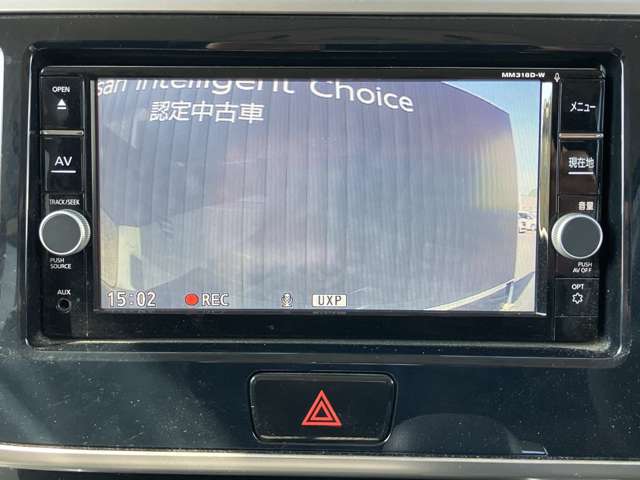 MM316D-W
OPEN
AV
TRACK/SEEK
PUSH
SOURCE
AUX
san Intelligent Choice
認定中古車
15:02 REC UXP
メニュー
現在地
音量
PUSH
AV OFF
OPT